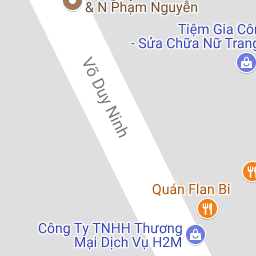 & N Phạm Nguyễn
Tiệm Gia Côn
- Sửa Chữa Nữ Trang
Võ Duy Ninh
Quán Flan Bi
Công Ty TNHH Thương
Mại Dịch Vụ H2M